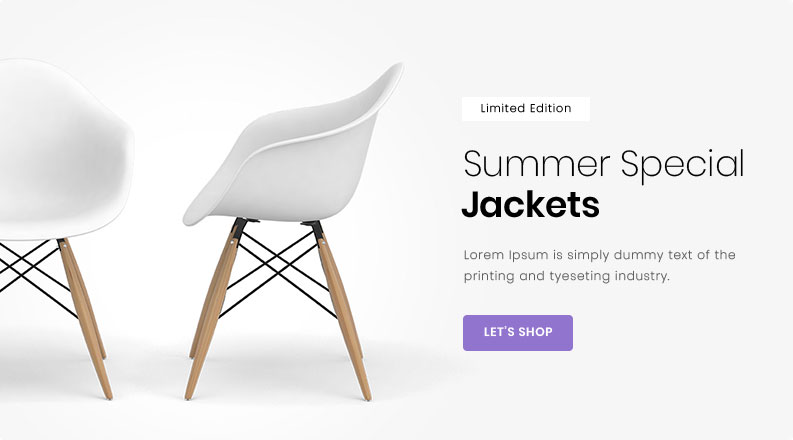 Limited Edition
Summer Special
Jackets
Lorem Ipsum is simply dummy text of the
printing and tyeseting industry.
LET'S SHOP